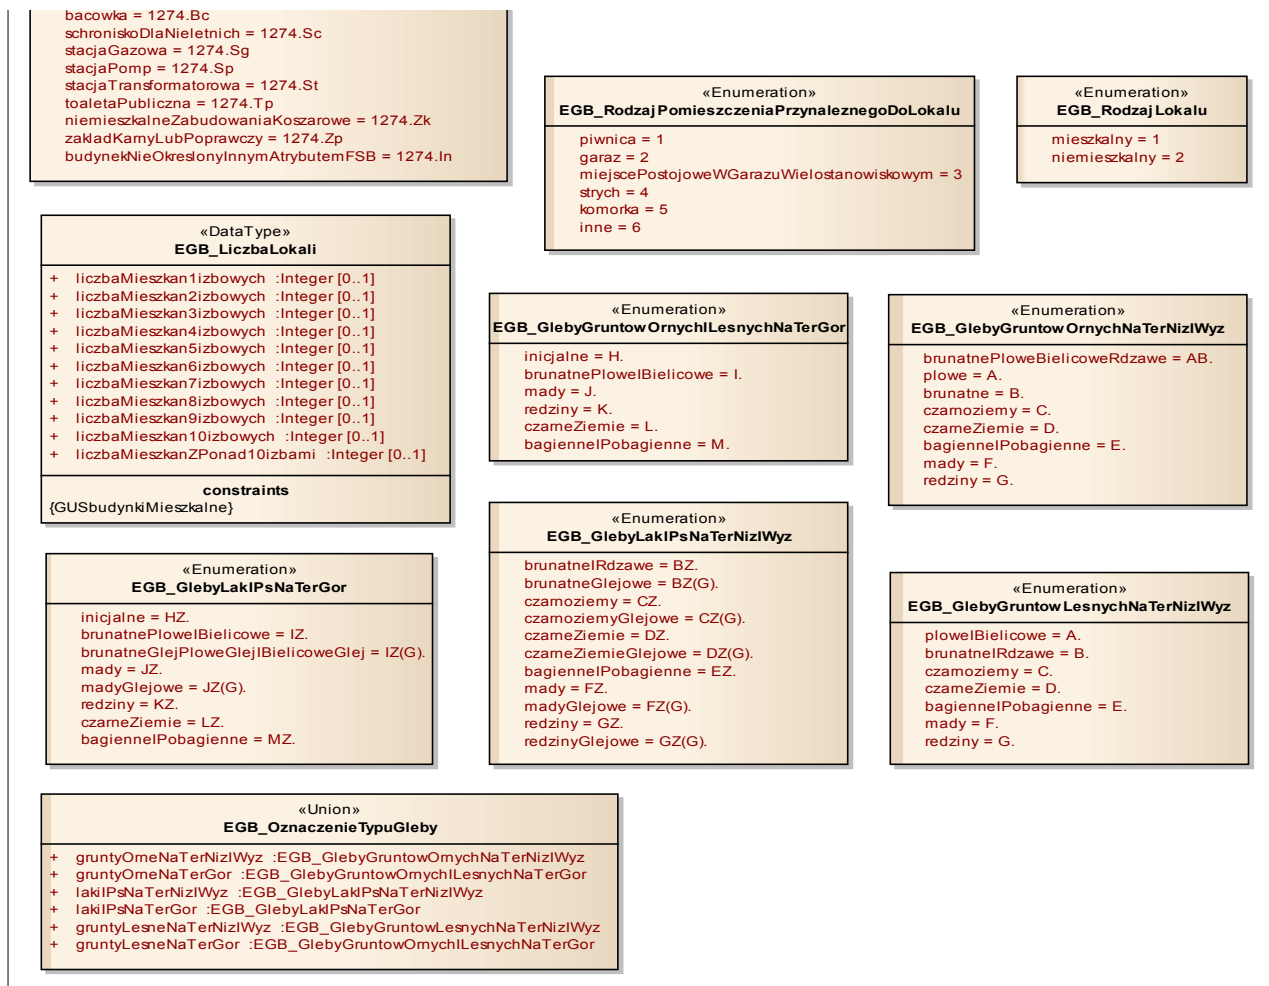 bacowka = 1274.Bc
schroniskoDlaNieletnich = 1274.Sc
stacjaGazowa = 1274.Sg
stacjaPomp = 1274.Sp
stacjaTransformatorowa = 1274.St
toaletaPubliczna = 1274.Tp
niemieszkalneZabudowaniaKoszarowe = 1274.Zk
zakladKarnyLubPoprawczy = 1274.Zp
budynekNieOkreslonyInnymAtrybutemFSB = 1274.In
«Enumeration»
EGB_RodzajPomieszczeniaPrzynaleznegoDoLokalu
piwnica = 1
garaz = 2
miejscePostojoweWGarazuWielostanowiskowym = 3
strych = 4
komorka = 5
inne = 6
«Enumeration»
EGB_RodzajLokalu
mieszkalny = 1
niemieszkalny = 2
«DataType»
EGB_LiczbaLokali
+ liczbaMieszkan1izbowych :Integer [0..1]
+ liczbaMieszkan2izbowych :Integer [0..1]
+ liczbaMieszkan3izbowych :Integer [0..1]
+ liczbaMieszkan4izbowych :Integer [0..1]
+ liczbaMieszkan5izbowych :Integer [0..1]
+ liczbaMieszkan6izbowych :Integer [0..1]
+ liczbaMieszkan7izbowych :Integer [0..1]
+ liczbaMieszkan8izbowych :Integer [0..1]
+ liczbaMieszkan9izbowych :Integer [0..1]
+ liczbaMieszkan10izbowych :Integer [0..1]
+ liczbaMieszkanZPonad10izbami :Integer [0..1]
constraints
{GUSbudynkiMieszkalne}
«Enumeration»
EGB_GlebyGruntowOrnychILesnychNaTerGor
inicjalne = H.
brunatnePloweIBielicowe = I.
mady = J.
redziny = K.
czarneZiemie = L.
bagienneIPobagienne = M.
«Enumeration»
EGB_GlebyGruntowOrnychNaTerNizIWyz
brunatnePloweBielicoweRdzawe = AB.
plowe = A.
brunatne = B.
czarnoziemy = C.
czarneZiemie = D.
bagienneIPobagienne = E.
mady = F.
redziny = G.
«Enumeration»
EGB_GlebyLakIPsNaTerGor
inicjalne = HZ.
brunatnePloweIBielicowe = IZ.
brunatneGlejPloweGlejIBielicoweGlej = IZ(G).
mady = JZ.
madyGlejowe = JZ(G).
redziny = KZ.
czarneZiemie = LZ.
bagienneIPobagienne = MZ.
«Enumeration»
EGB_GlebyLakIPsNaTerNizIWyz
brunatneIRdzawe = BZ.
brunatneGlejowe = BZ(G).
czarnoziemy = CZ.
czarnoziemyGlejowe = CZ(G).
czarneZiemie = DZ.
czarneZiemieGlejowe = DZ(G).
bagienneIPobagienne = EZ.
mady = FZ.
madyGlejowe = FZ(G).
redziny = GZ.
redzinyGlejowe = GZ(G).
«Enumeration»
EGB_GlebyGruntowLesnychNaTerNizIWyz
ploweIBielicowe = A.
brunatneIRdzawe = B.
czarnoziemy = C.
czarneZiemie = D.
bagienneIPobagienne = E.
mady = F.
redziny = G.
«Union»
EGB_OznaczenieTypuGleby
+ gruntyOrneNaTerNizIWyz :EGB_GlebyGruntowOrnychNaTerNizIWyz
+ gruntyOrneNaTerGor :EGB_GlebyGruntowOrnychILesnychNaTerGor
+ lakiIPsNaTerNizIWyz :EGB_GlebyLakIPsNaTerNizIWyz
+ lakiIPsNaTerGor :EGB_GlebyLakIPsNaTerGor
+ gruntyLesneNaTerNizIWyz :EGB_GlebyGruntowLesnychNaTerNizIWyz
+ gruntyLesneNaTerGor :EGB_GlebyGruntowOrnychILesnychNaTerGor